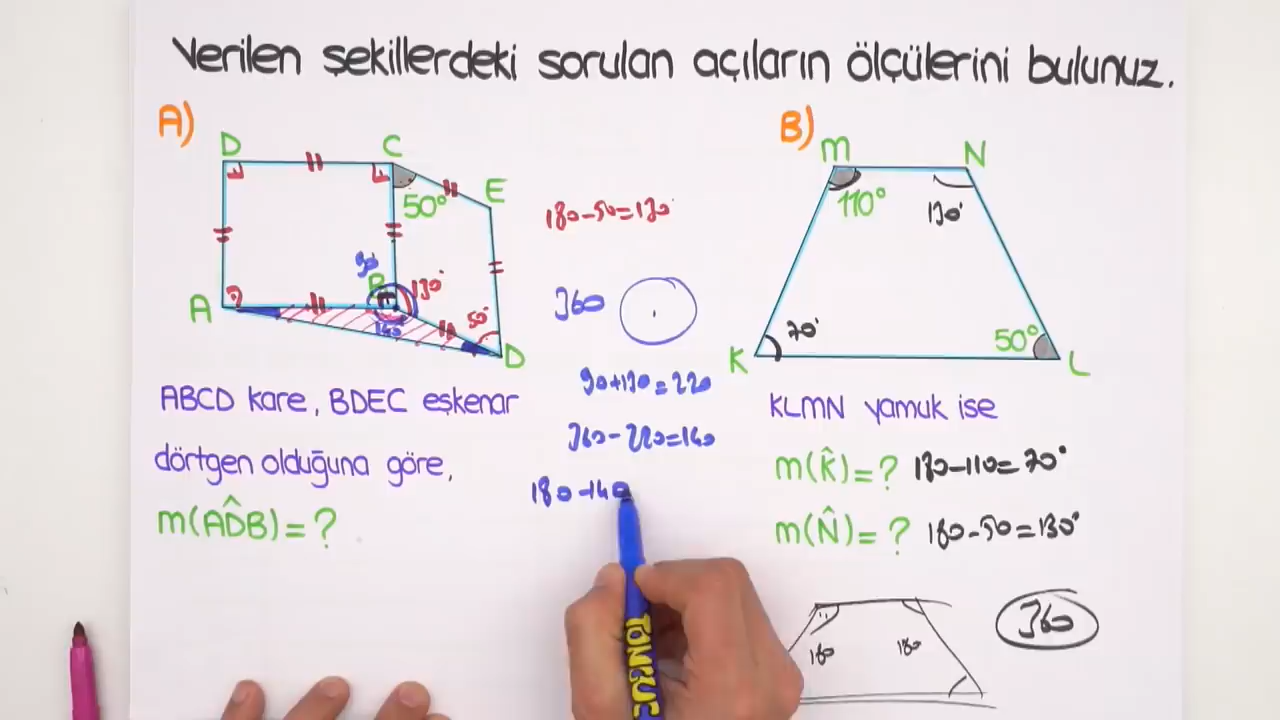 Verilen şekillerdeki sorulan açıların ölçülerini bulunuz.
A)
D C
50°
E
90°
B
130°
A
140
50°
D
180-50=130°
360
90+130=220
360-220=140
180-140
ABCD kare, BDEC eşkenar
dörtgen olduğuna göre,
m(AD̂B)=?
B)
M N
110°
130°
70°
50°
K L
KLMN yamuk ise
m(K̂)=? 180-110=70°
m(N̂)=? 180-50=130°
180 180
360